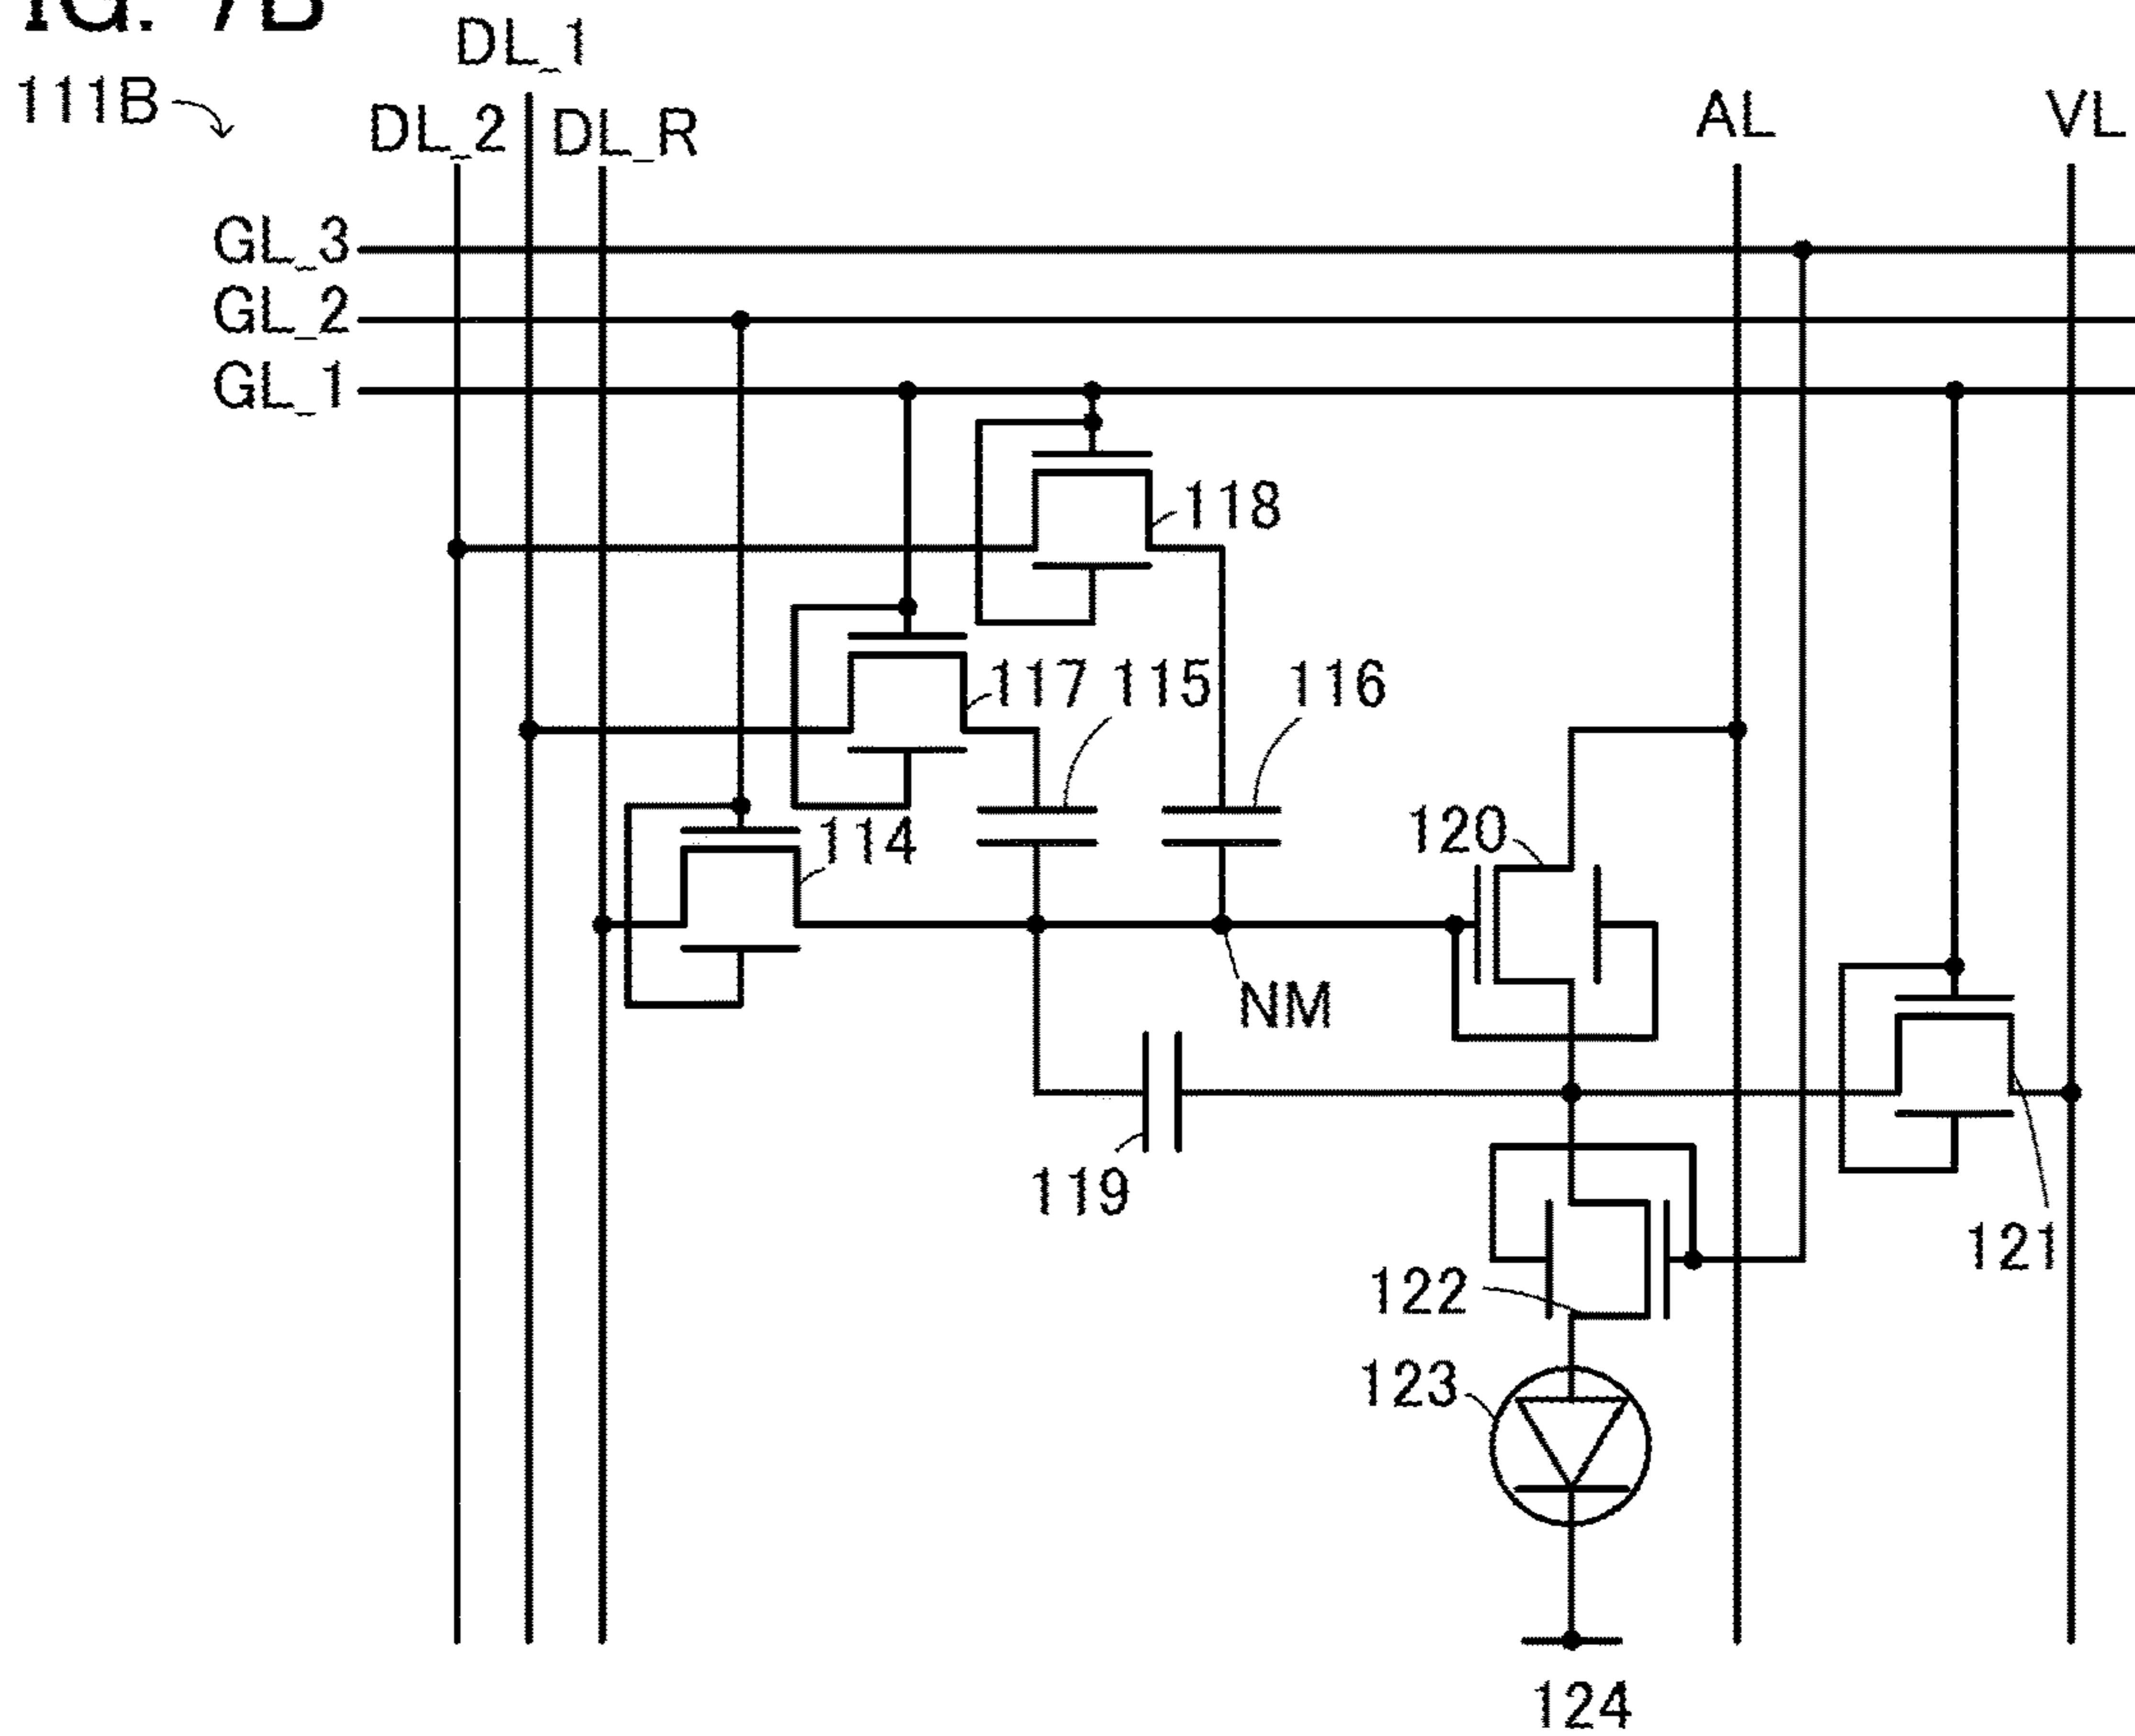 IG. 7B
DL_1
111B
DL_2
DL_R
AL
VL
GL_3
GL_2
GL_1
118
117
115
116
114
120
NM
119
121
122
123
124